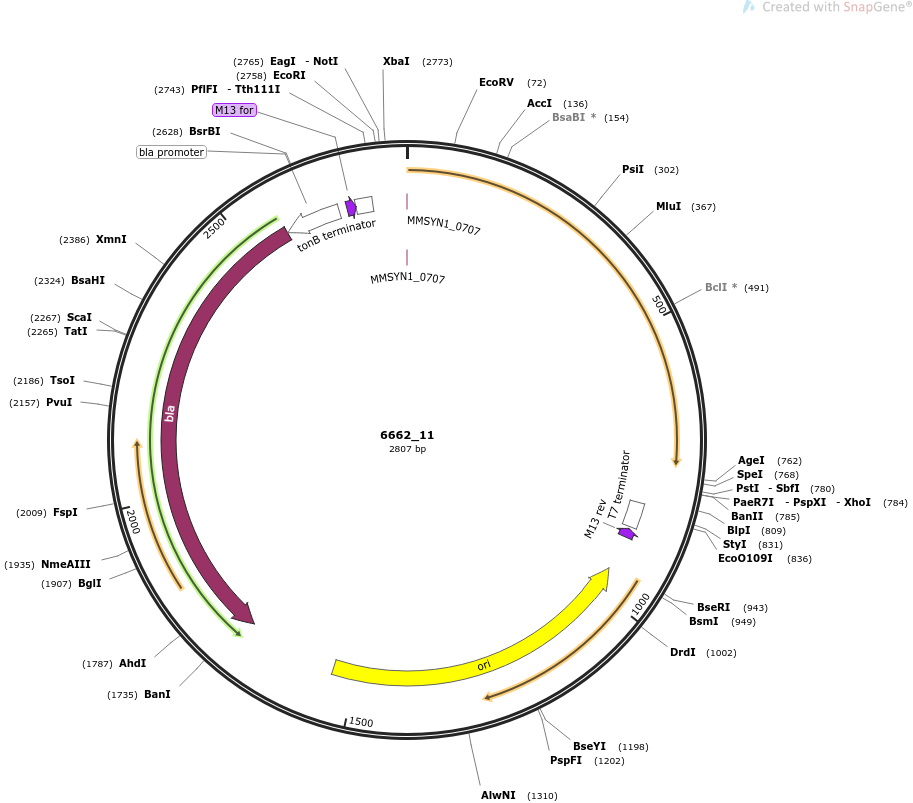 Created with SnapGene®
(2765) EagI - NotI
XbaI (2773)
(2758) EcoRI
EcoRV (72)
(2743) PflFI - Tth111I
AccI (136)
M13 for
BsaBI * (154)
(2628) BsrBI
bla promoter
PsiI (302)
MluI (367)
2500
tonB terminator
MMSYN1_0707
(2386) XmnI
MMSYN1_0707
(2324) BsaHI
BclI * (491)
500
(2267) ScaI
(2265) TatI
(2186) TsoI
(2157) PvuI
bla
6662_11
2807 bp
AgeI (762)
SpeI (768)
PstI - SbfI (780)
PaeR7I - PspXI - XhoI (784)
BanII (785)
BlpI (809)
StyI (831)
EcoO109I (836)
T7 terminator
M13 rev
(2009) FspI
2000
(1935) NmeAIII
(1907) BglI
BseRI (943)
BsmI (949)
1000
DrdI (1002)
(1787) AhdI
ori
(1735) BanI
1500
BseYI (1198)
PspFI (1202)
AlwNI (1310)